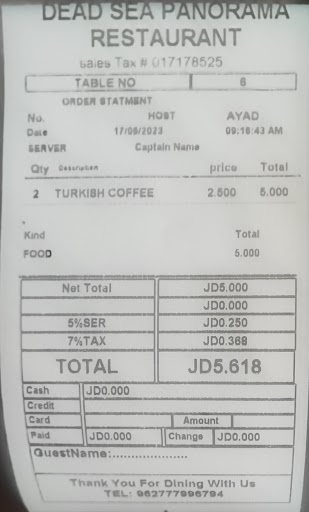 DEAD SEA PANORAMA
RESTAURANT
Sales Tax # 017178525
TABLE NO 6
ORDER STATMENT
No. HOST AYAD
Date 17/06/2023 09:16:43 AM
SERVER Captain Name
Qty Description price Total
2 TURKISH COFFEE 2.500 5.000
Kind Total
FOOD 5.000
Net Total JD5.000
JD0.000
5%SER JD0.250
7%TAX JD0.368
TOTAL JD5.618
Cash JD0.000
Credit
Card Amount
Paid JD0.000 Change JD0.000
GuestName:....................
Thank You For Dining With Us
TEL: 962777996794